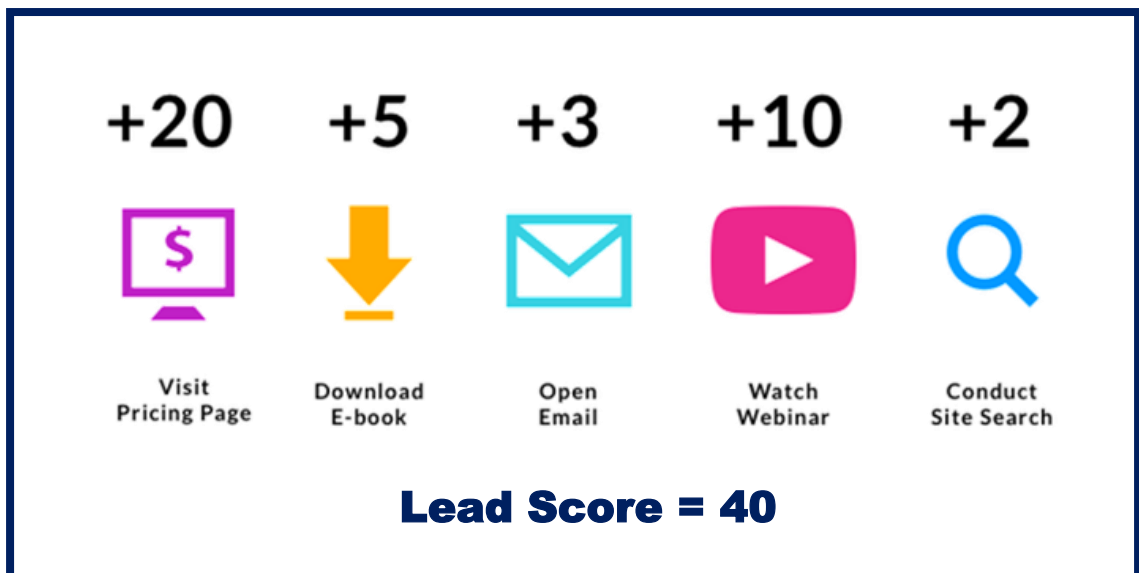 +20
+5
+3
+10
+2
$
Visit
Pricing Page
Download
E-book
Open
Email
Watch
Webinar
Conduct
Site Search
Lead Score = 40